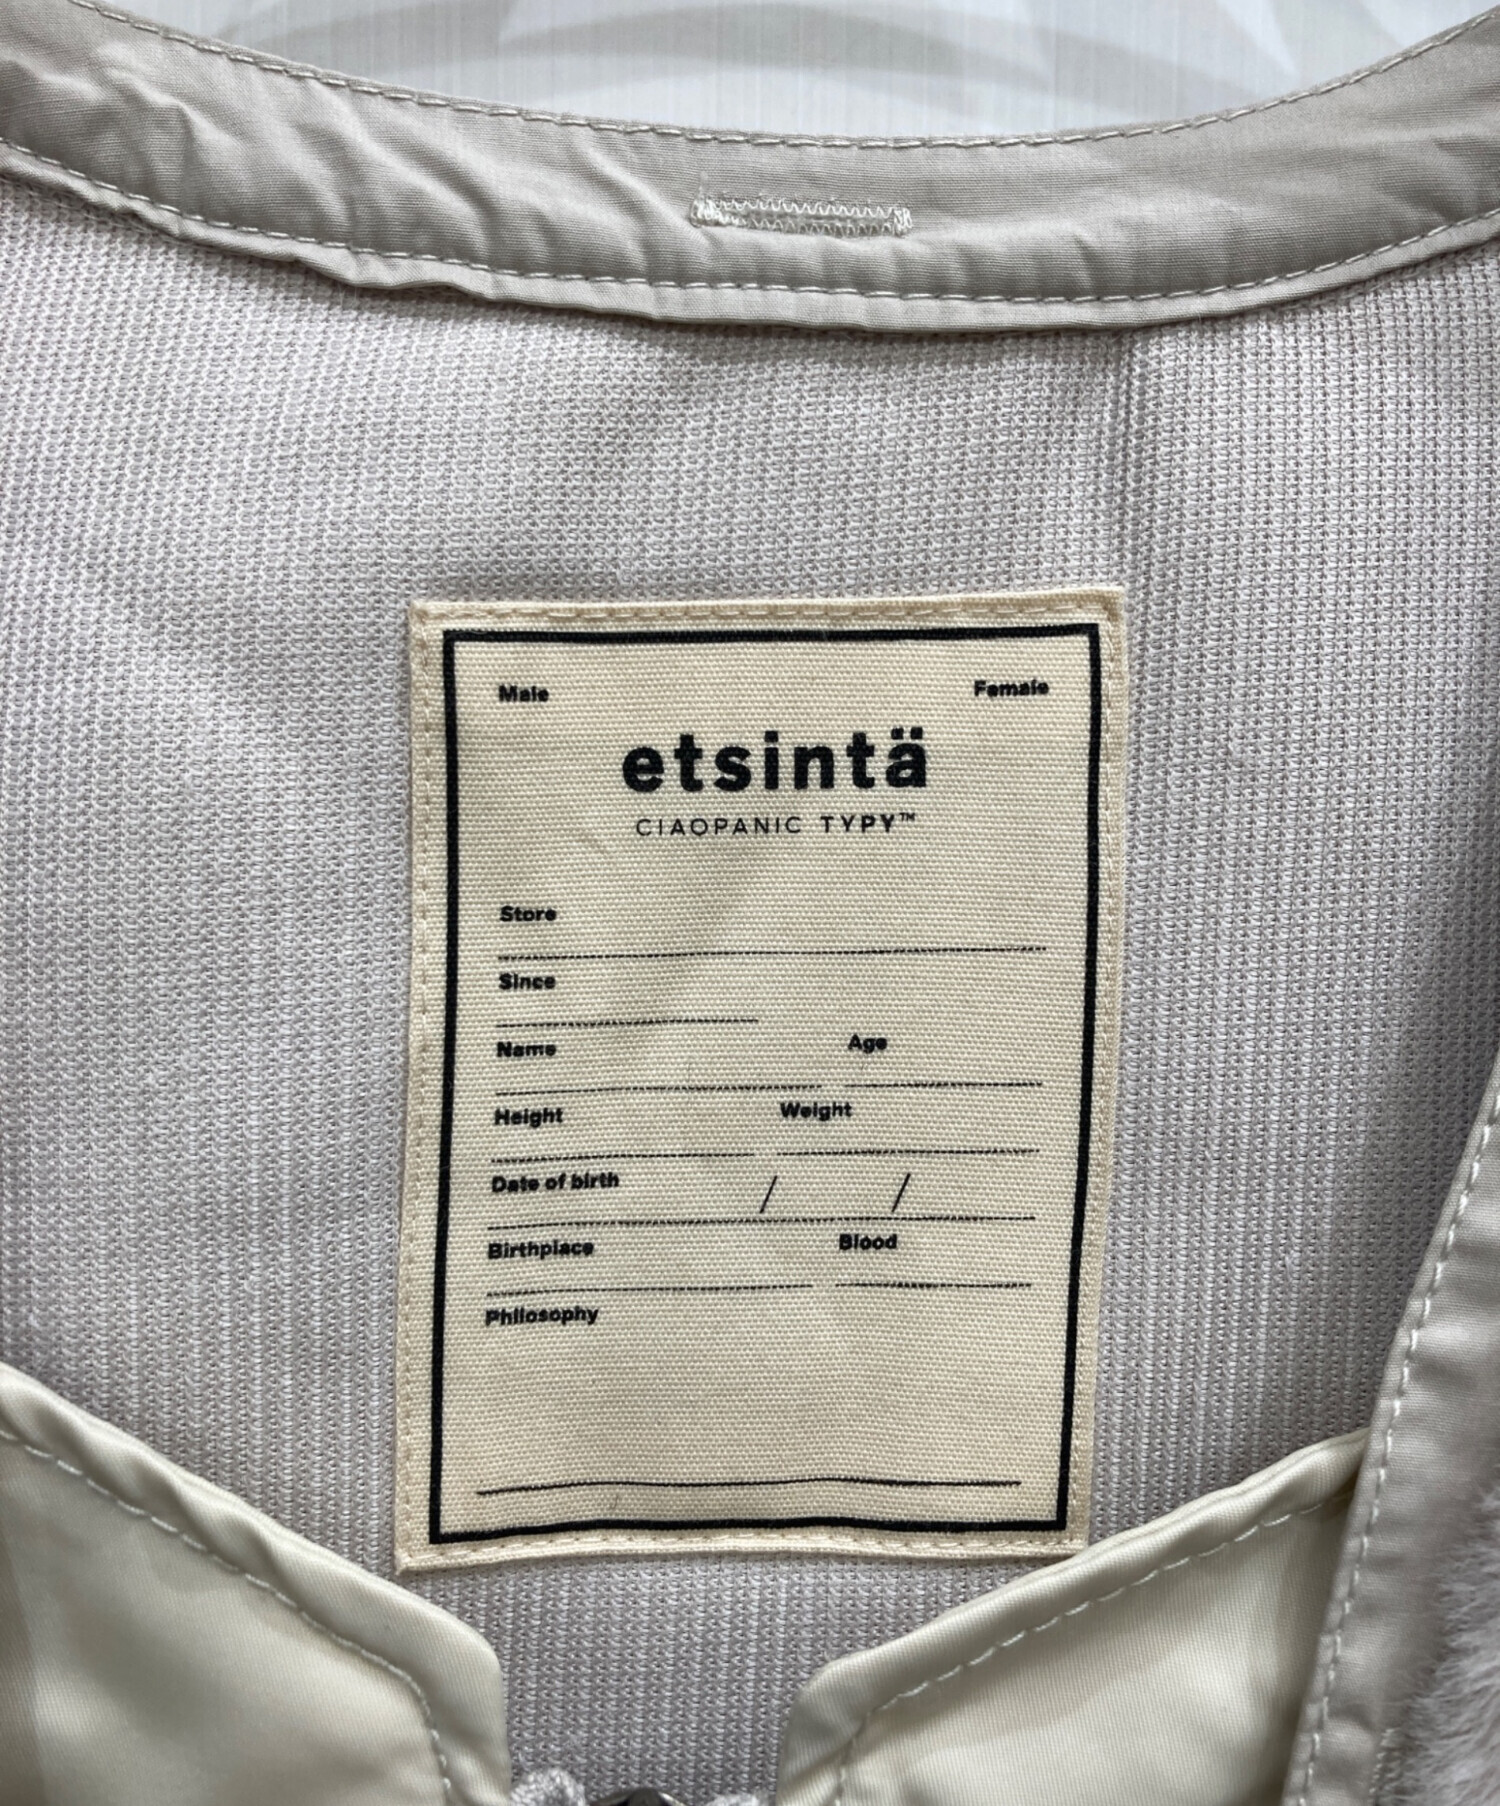 Male Female
etsintä
CIAOPANIC TYPY™
Store
Since
Name Age
Height Weight
Date of birth / /
Birthplace Blood
Philosophy